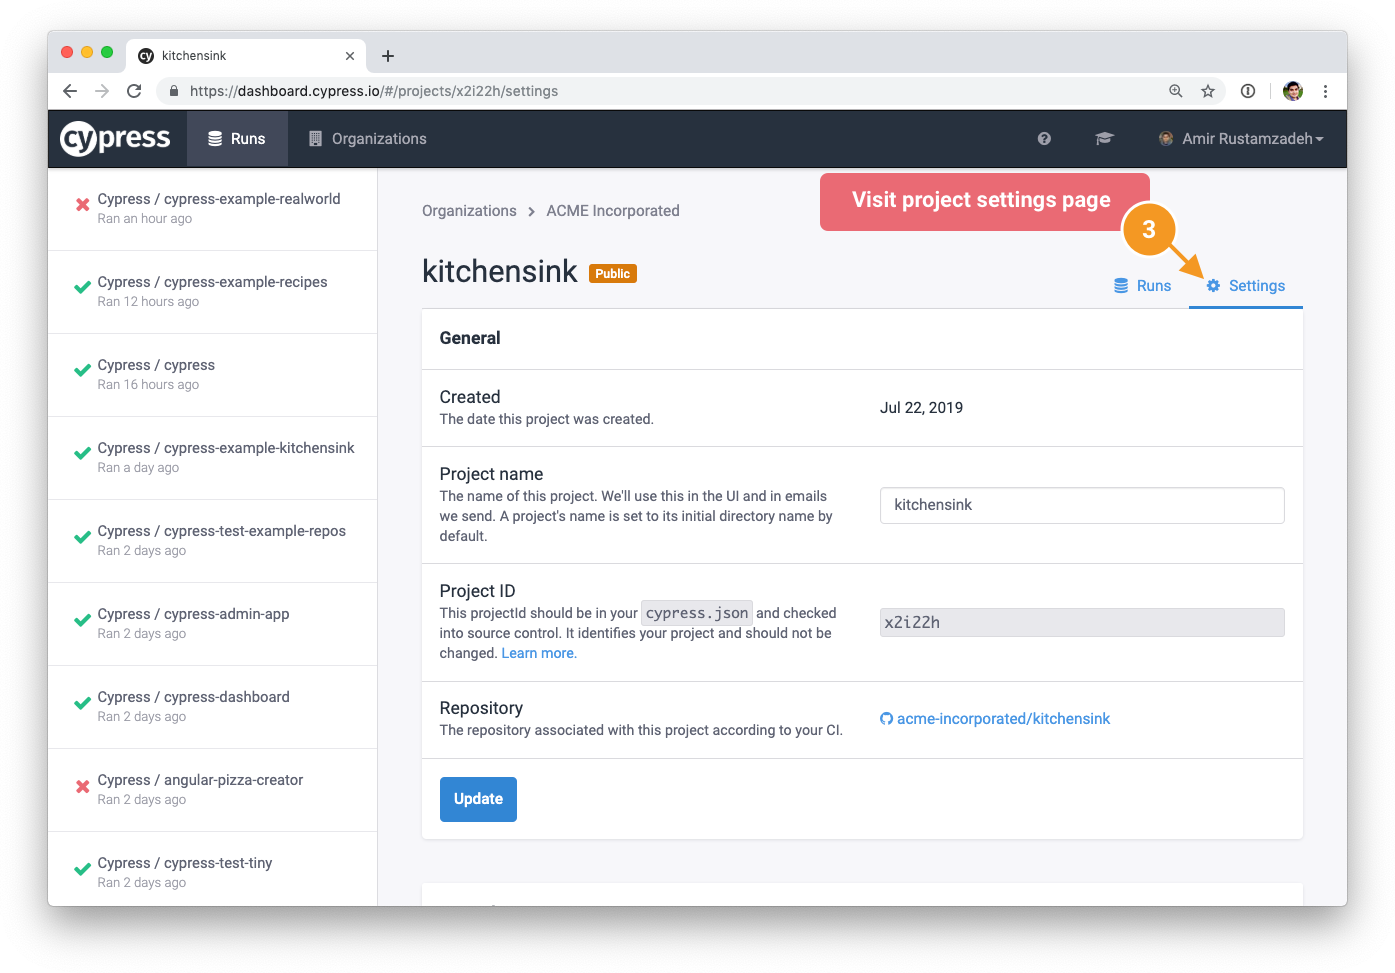 kitchensink
https://dashboard.cypress.io/#/projects/x2i22h/settings
cypress
Runs
Organizations
Amir Rustamzadeh
Cypress / cypress-example-realworld
Ran an hour ago
Cypress / cypress-example-recipes
Ran 12 hours ago
Cypress / cypress
Ran 16 hours ago
Cypress / cypress-example-kitchensink
Ran a day ago
Cypress / cypress-test-example-repos
Ran 2 days ago
Cypress / cypress-admin-app
Ran 2 days ago
Cypress / cypress-dashboard
Ran 2 days ago
Cypress / angular-pizza-creator
Ran 2 days ago
Cypress / cypress-test-tiny
Ran 2 days ago
Organizations > ACME Incorporated
Visit project settings page
3
kitchensink Public
Runs
Settings
General
Created
The date this project was created.
Jul 22, 2019
Project name
The name of this project. We'll use this in the UI and in emails
we send. A project's name is set to its initial directory name by
default.
kitchensink
Project ID
This projectId should be in your cypress.json and checked
into source control. It identifies your project and should not be
changed. Learn more.
x2i22h
Repository
The repository associated with this project according to your CI.
acme-incorporated/kitchensink
Update